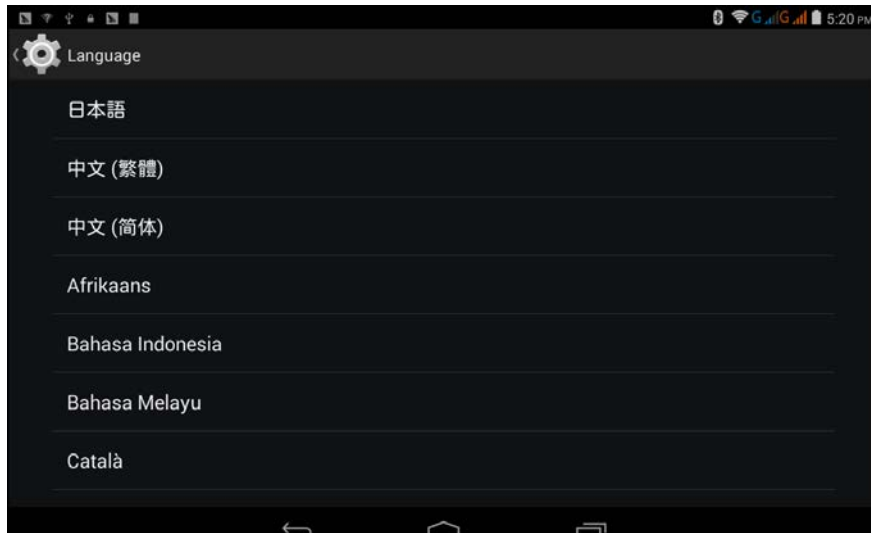 G G 5:20 PM
Language
日本語
中文 (繁體)
中文 (简体)
Afrikaans
Bahasa Indonesia
Bahasa Melayu
Català